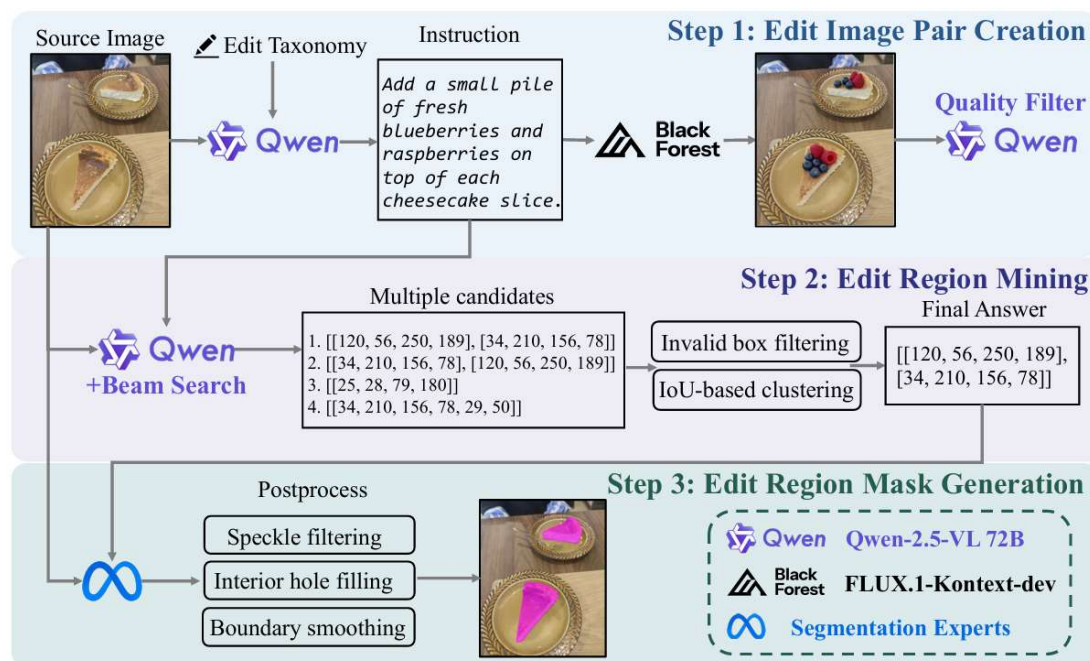 Step 1: Edit Image Pair Creation
Source Image
Edit Taxonomy
Instruction
Qwen
Add a small pile
of fresh
blueberries and
raspberries on
top of each
cheesecake slice.
Black
Forest
Quality Filter
Qwen
Step 2: Edit Region Mining
Qwen
+Beam Search
Multiple candidates
1. [[120, 56, 250, 189], [34, 210, 156, 78]]
2. [[34, 210, 156, 78], [120, 56, 250, 189]]
3. [[25, 28, 79, 180]]
4. [[34, 210, 156, 78, 29, 50]]
Invalid box filtering
IoU-based clustering
Final Answer
[[120, 56, 250, 189],
[34, 210, 156, 78]]
Step 3: Edit Region Mask Generation
Postprocess
Speckle filtering
Interior hole filling
Boundary smoothing
Qwen Qwen-2.5-VL 72B
Black
Forest FLUX.1-Kontext-dev
Segmentation Experts